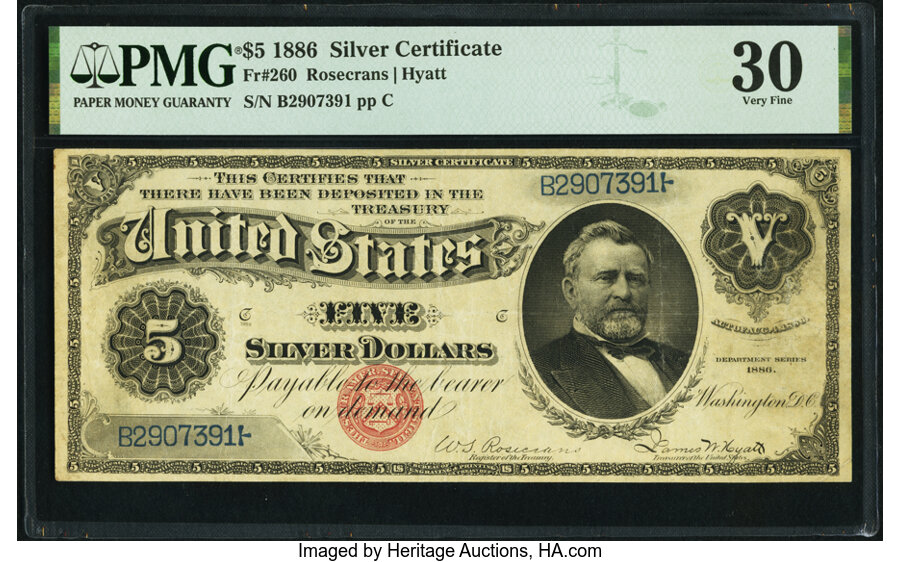 PMG® $5 1886 Silver Certificate
Fr#260 Rosecrans | Hyatt
PAPER MONEY GUARANTY S/N B2907391 pp C
30
Very Fine
SILVER CERTIFICATE
THIS CERTIFIES THAT
THERE HAVE BEEN DEPOSITED IN THE
TREASURY
OF THE
United States
B2907391
V
V
5
C
FIVE
C
SILVER DOLLARS
Payable to the bearer
on demand
B2907391
DEPARTMENT SERIES
1886.
Washington, D.C.
W.S. Rosecrans
Register of the Treasury.
James W. Hyatt
Treasurer of the United States.
Imaged by Heritage Auctions, HA.com